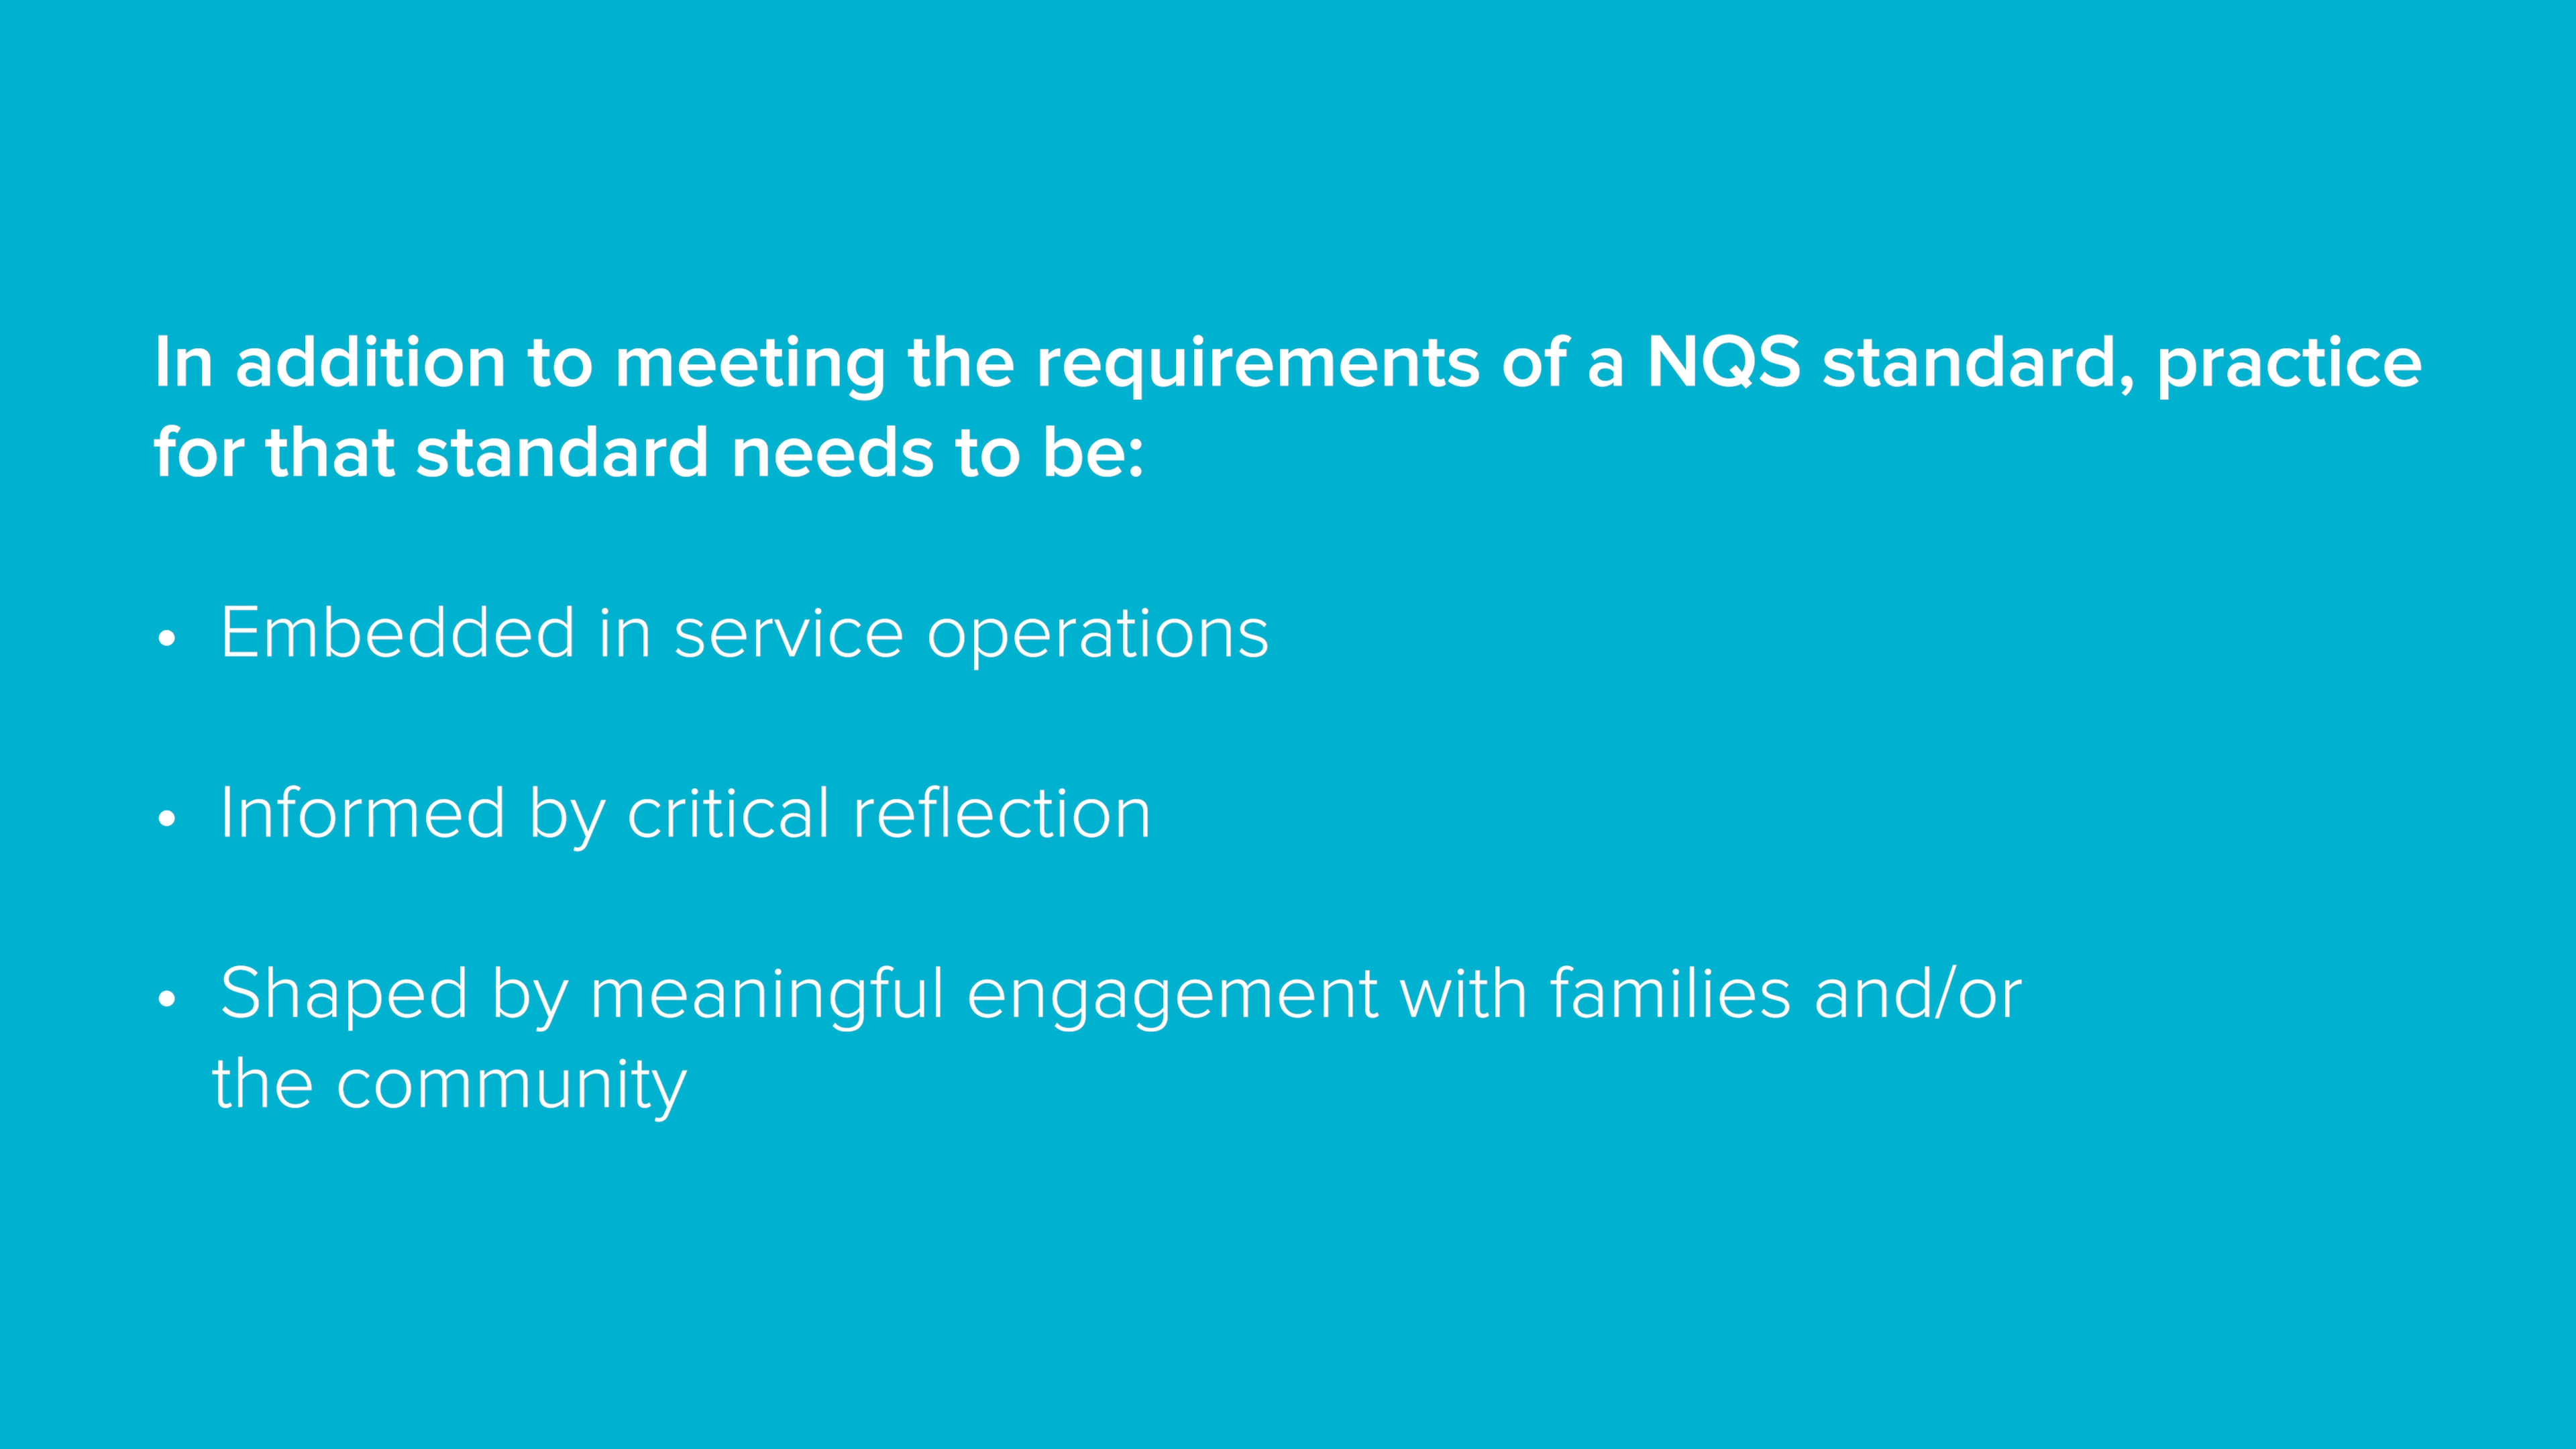 In addition to meeting the requirements of a NQS standard, practice
for that standard needs to be:
• Embedded in service operations
• Informed by critical reflection
• Shaped by meaningful engagement with families and/or
the community